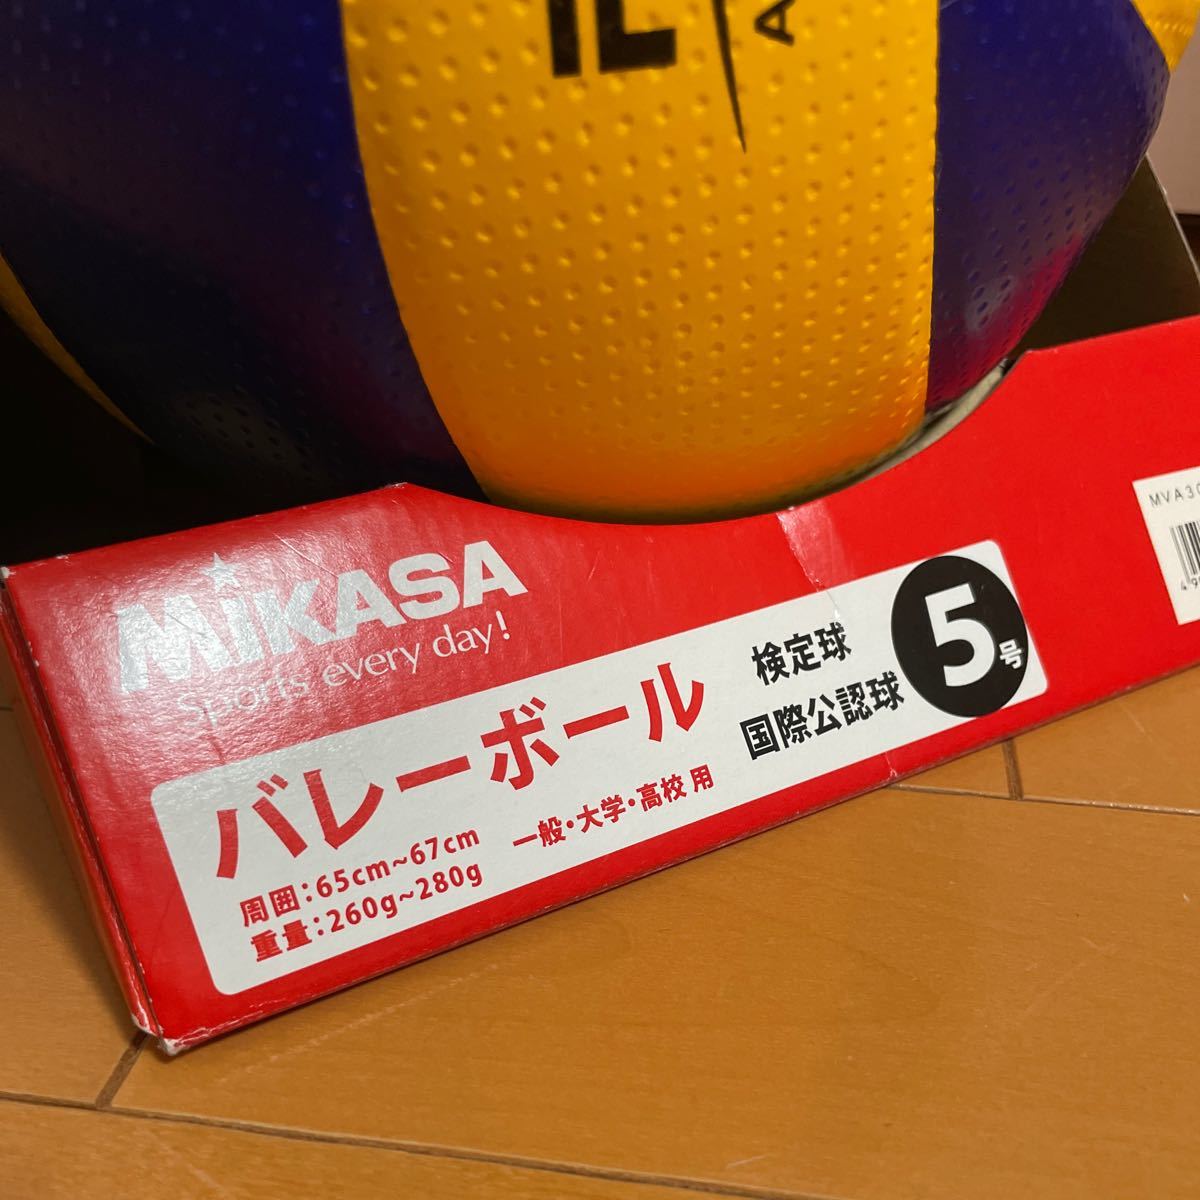 MiKASA
Sports every day!
バレーボール
検定球
国際公認球
5号
周囲:65cm~67cm
重量:260g~280g
一般・大学・高校 用